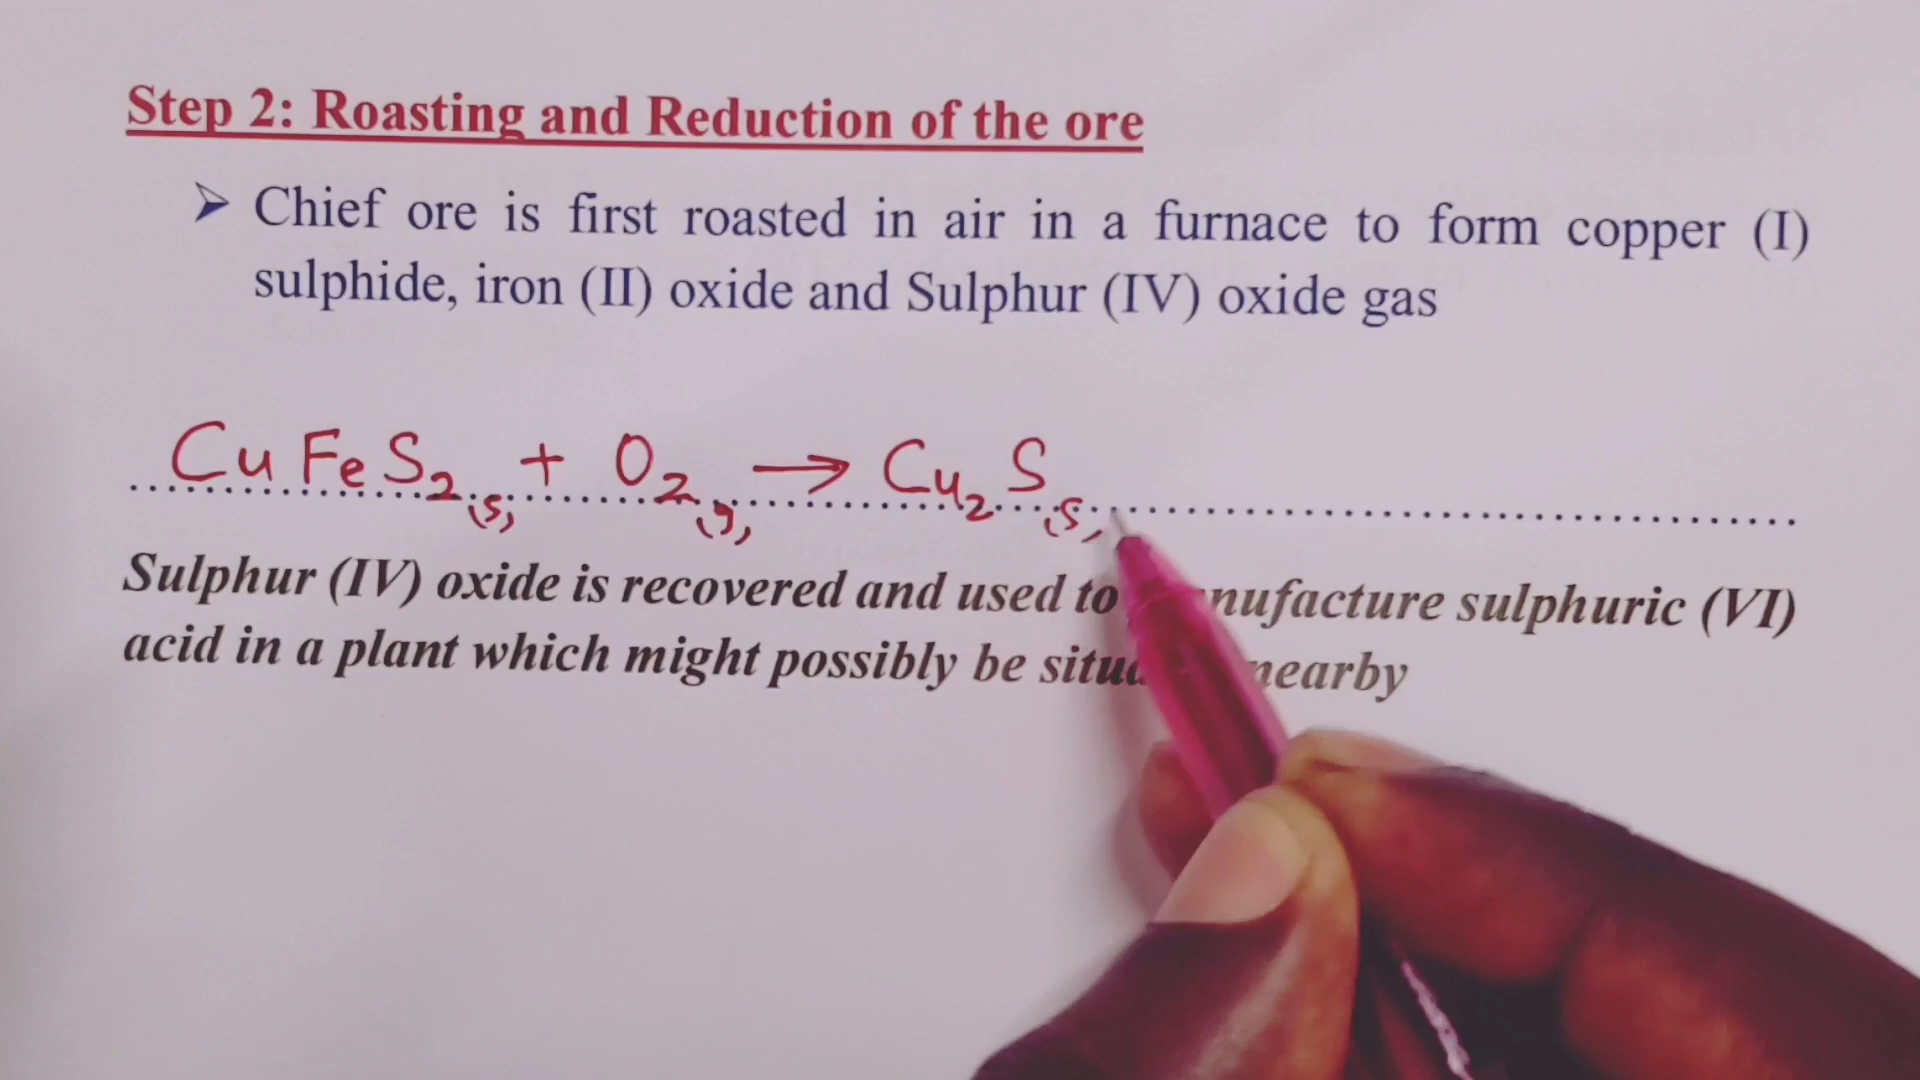 Step 2: Roasting and Reduction of the ore
➢ Chief ore is first roasted in air in a furnace to form copper (I)
sulphide, iron (II) oxide and Sulphur (IV) oxide gas
CuFeS₂(s) + O₂(g) → Cu₂S(s)
Sulphur (IV) oxide is recovered and used to nufacture sulphuric (VI)
acid in a plant which might possibly be nearby